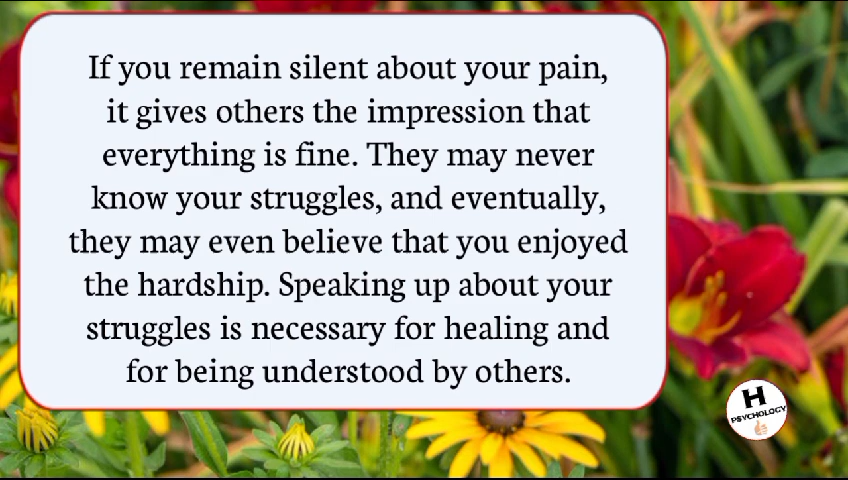 If you remain silent about your pain,
it gives others the impression that
everything is fine. They may never
know your struggles, and eventually,
they may even believe that you enjoyed
the hardship. Speaking up about your
struggles is necessary for healing and
for being understood by others.
H
PSYCHOLOGY